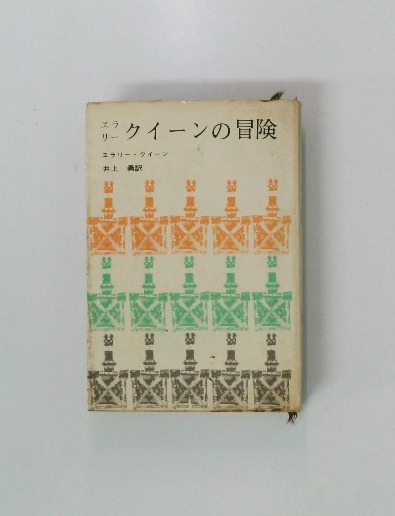 エラリー クイーンの冒険
エラリー・クイーン
井上 勇訳